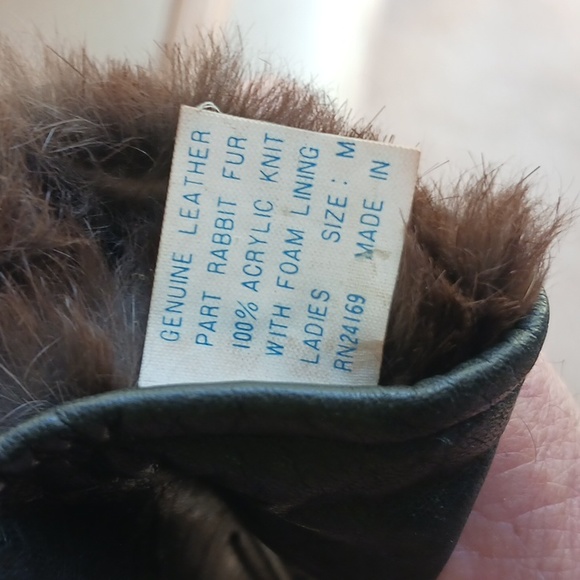 GENUINE LEATHER
PART RABBIT FUR
100% ACRYLIC KNIT
WITH FOAM LINING
LADIES SIZE: M
RN24169 MADE IN